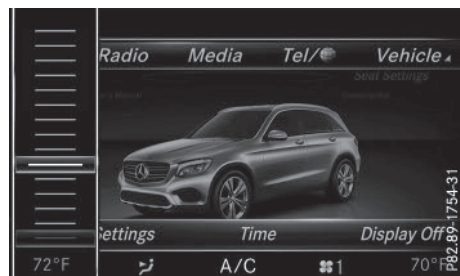 Radio Media Tel/ Vehicle
Seat Settings
Settings Time Display Off
72°F A/C 1 70°F
P82.89-1754-31